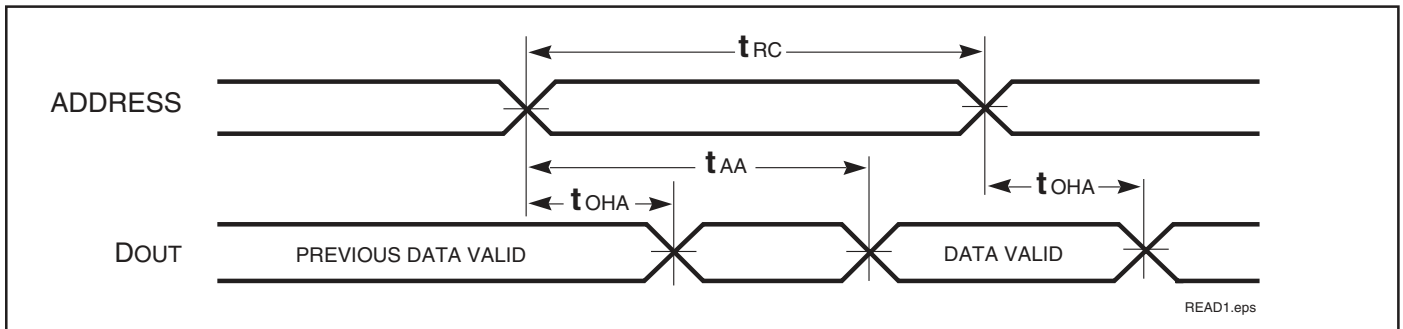 tRC
ADDRESS
tAA
tOHA
tOHA
DOUT
PREVIOUS DATA VALID
DATA VALID
READ1.eps